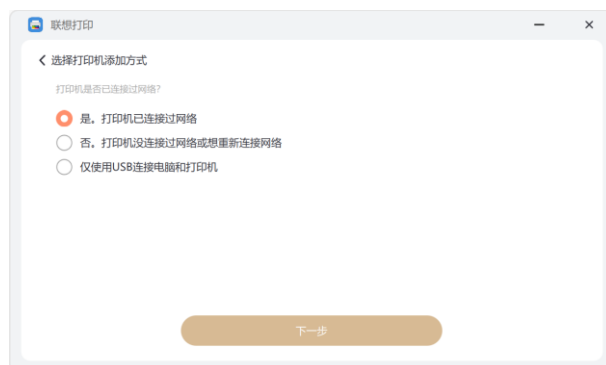 联想打印
选择打印机添加方式
打印机是否已连接过网络?
是，打印机已连接过网络
否，打印机没连接过网络或想重新连接网络
仅使用USB连接电脑和打印机
下一步